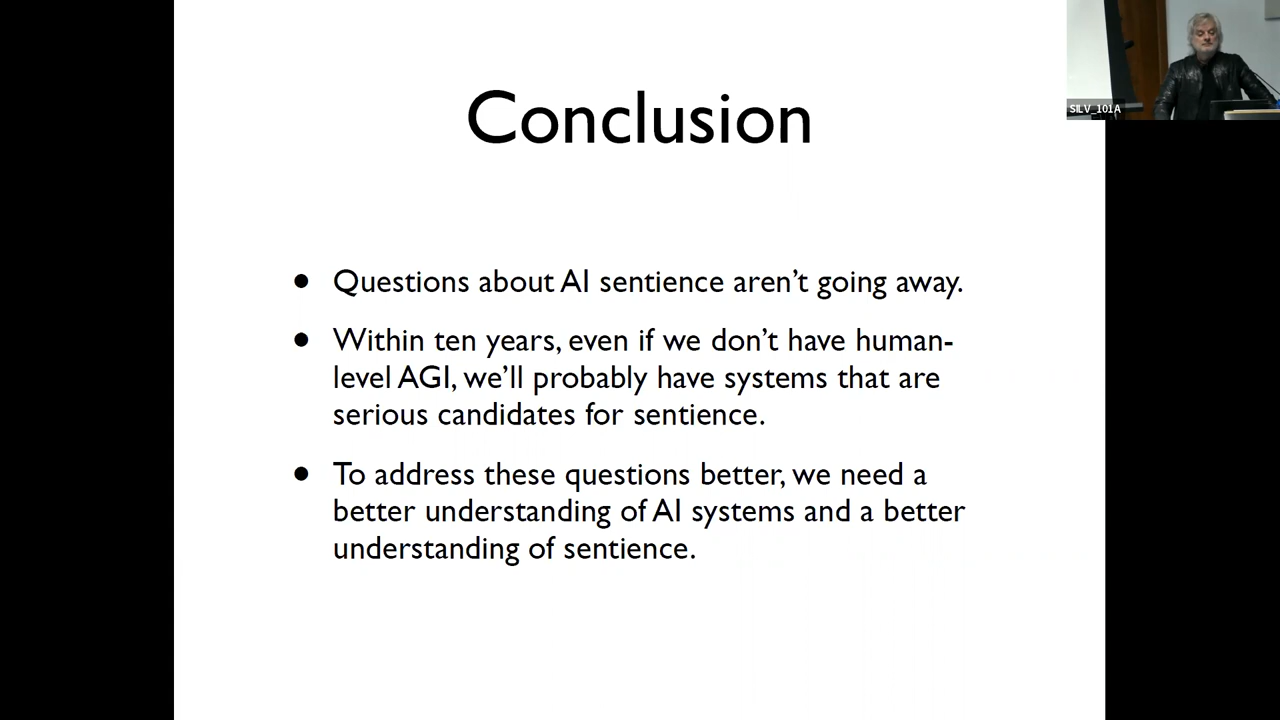 SILV_101A
Conclusion
• Questions about AI sentience aren’t going away.
• Within ten years, even if we don’t have human-
level AGI, we’ll probably have systems that are
serious candidates for sentience.
• To address these questions better, we need a
better understanding of AI systems and a better
understanding of sentience.